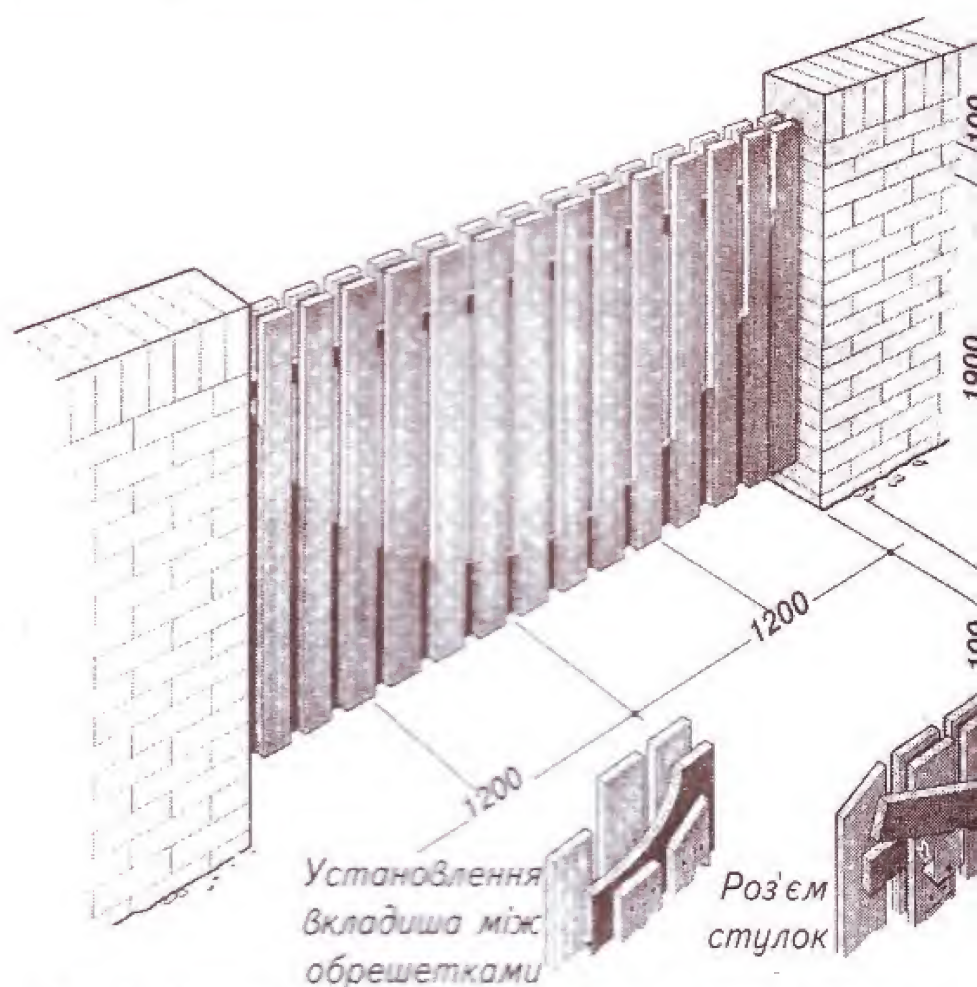 100
1900
1200
100
1200
Установлення
вкладиша між
обрешетками
Роз'єм
стулок